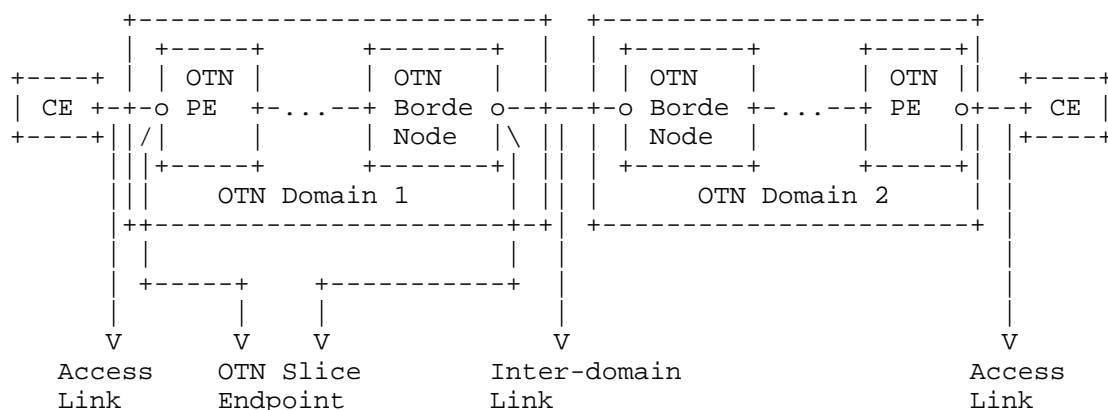 OTN OTN OTN OTN
CE PE Borde Borde PE CE
Node Node
OTN Domain 1 OTN Domain 2
Access OTN Slice Inter-domain Access
Link Endpoint Link Link